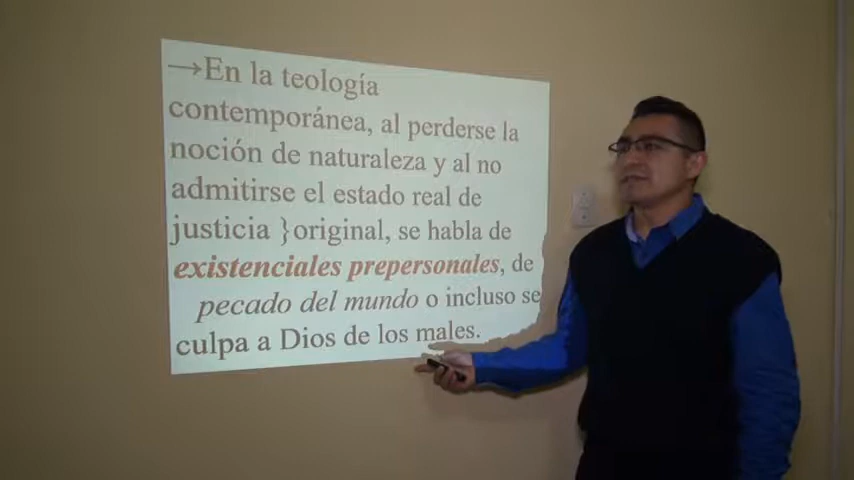 →En la teología
contemporánea, al perderse la
noción de naturaleza y al no
admitirse el estado real de
justicia }original, se habla de
existenciales prepersonales, de
pecado del mundo o incluso se
culpa a Dios de los males.